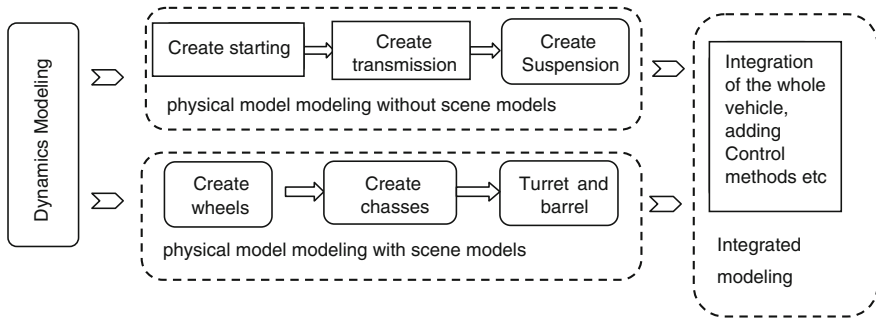 Dynamics Modeling
Create starting
Create
transmission
Create
Suspension
physical model modeling without scene models
Create
wheels
Create
chasses
Turret and
barrel
physical model modeling with scene models
Integration
of the whole
vehicle,
adding
Control
methods etc
Integrated
modeling